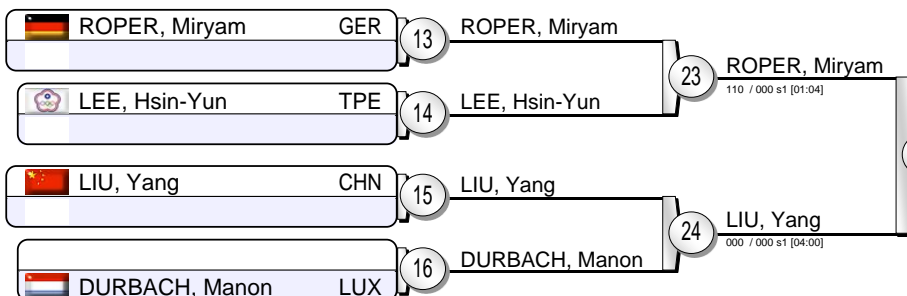 ROPER, Miryam GER
13
ROPER, Miryam
LEE, Hsin-Yun TPE
14
LEE, Hsin-Yun
23
ROPER, Miryam
110 / 000 s1 [01:04]
LIU, Yang CHN
15
LIU, Yang
DURBACH, Manon LUX
16
DURBACH, Manon
24
LIU, Yang
000 / 000 s1 [04:00]